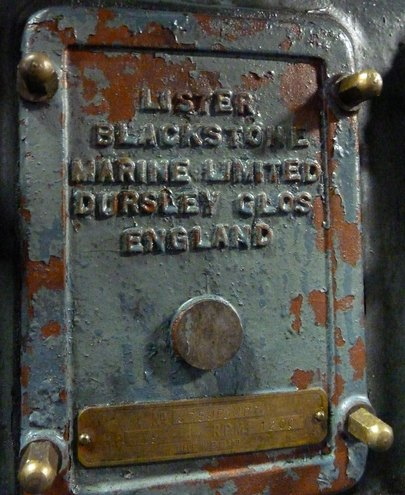 LISTER
BLACKSTONE
MARINE LIMITED
DURSLEY GLOS
ENGLAND